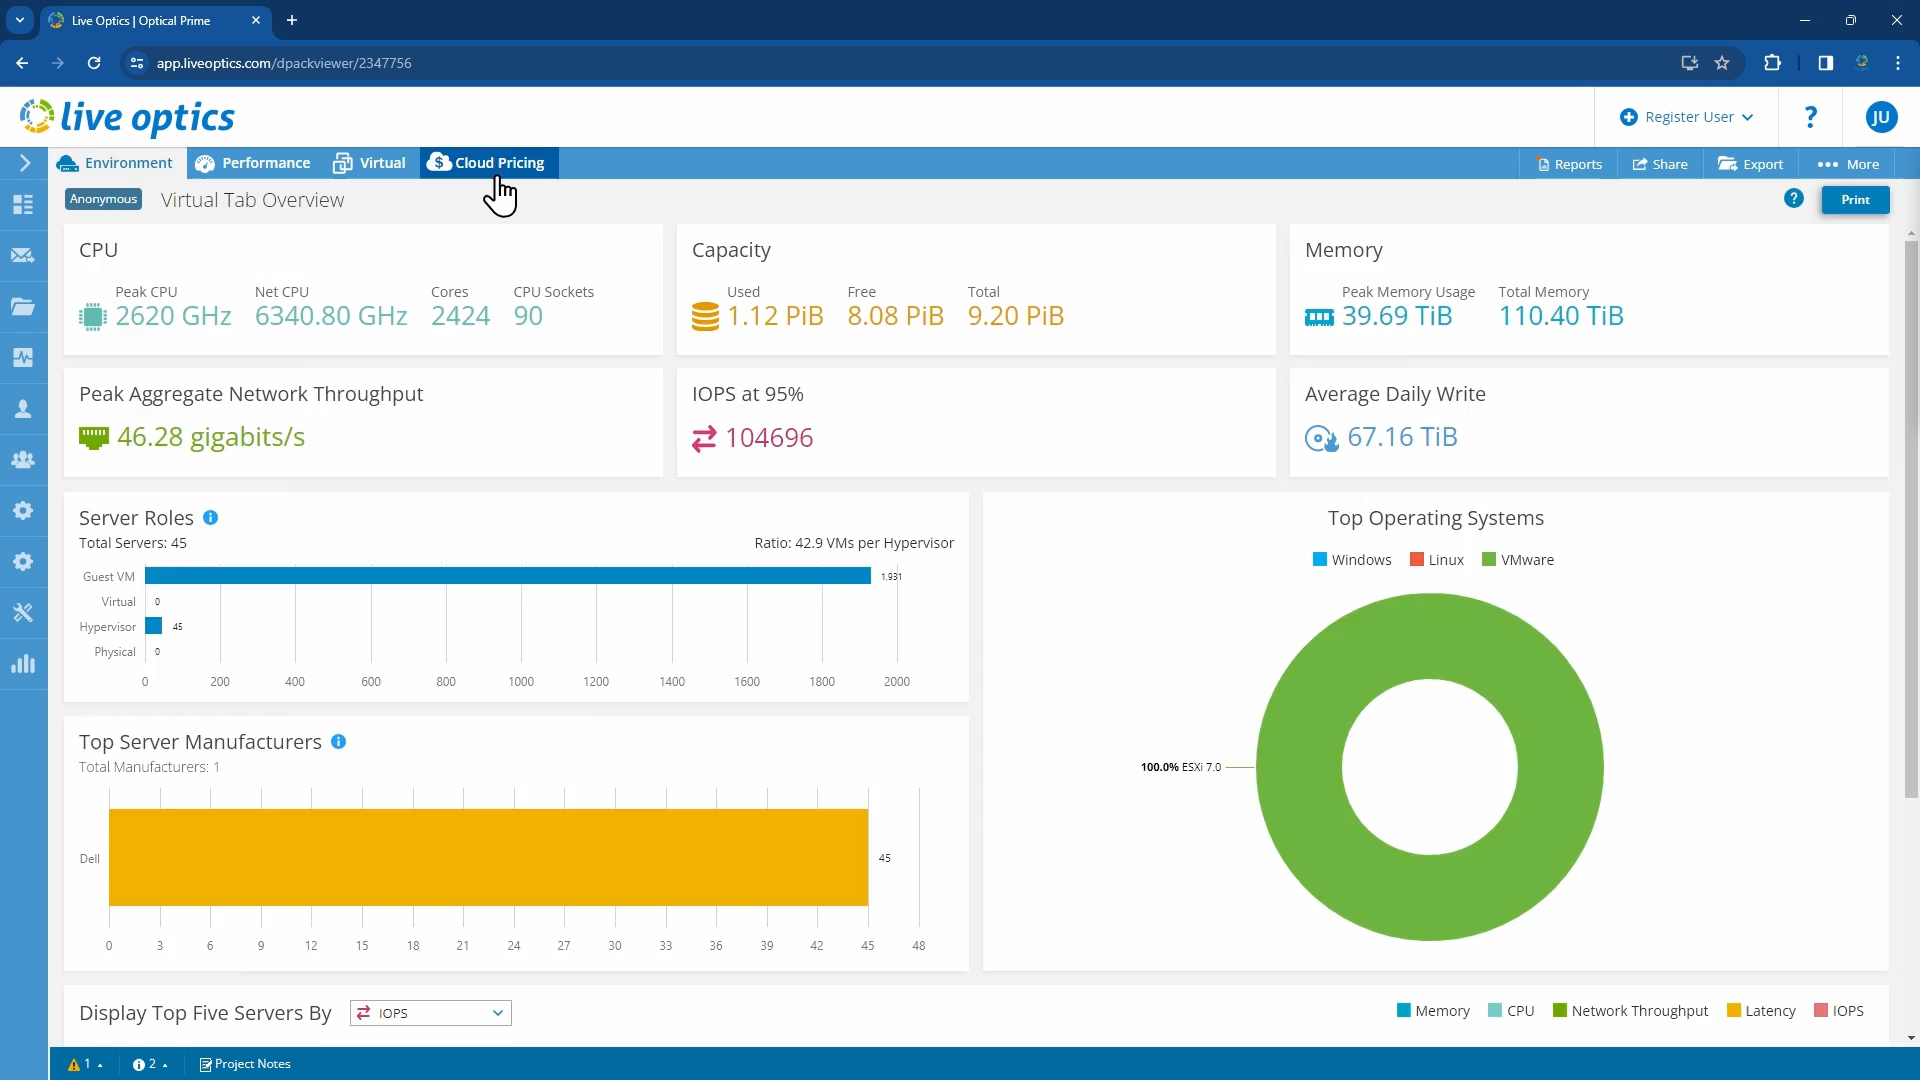 Live Optics | Optical Prime
app.liveoptics.com/dpackviewer/2347756
live optics
Register User
?
JU
Environment
Performance
Virtual
$ Cloud Pricing
Reports
Share
Export
More
Anonymous
Virtual Tab Overview
?
Print
CPU
Peak CPU
2620 GHz
Net CPU
6340.80 GHz
Cores
2424
CPU Sockets
90
Capacity
Used
1.12 PiB
Free
8.08 PiB
Total
9.20 PiB
Memory
Peak Memory Usage
39.69 TiB
Total Memory
110.40 TiB
Peak Aggregate Network Throughput
46.28 gigabits/s
IOPS at 95%
104696
Average Daily Write
67.16 TiB
Server Roles
Total Servers: 45
Ratio: 42.9 VMs per Hypervisor
Guest VM 1,931
Virtual 0
Hypervisor 45
Physical 0
0 200 400 600 800 1000 1200 1400 1600 1800 2000
Top Operating Systems
Windows Linux VMware
100.0% ESXi 7.0
Top Server Manufacturers
Total Manufacturers: 1
Dell 45
0 3 6 9 12 15 18 21 24 27 30 33 36 39 42 45 48
Display Top Five Servers By
IOPS
Memory CPU Network Throughput Latency IOPS
1
2
Project Notes